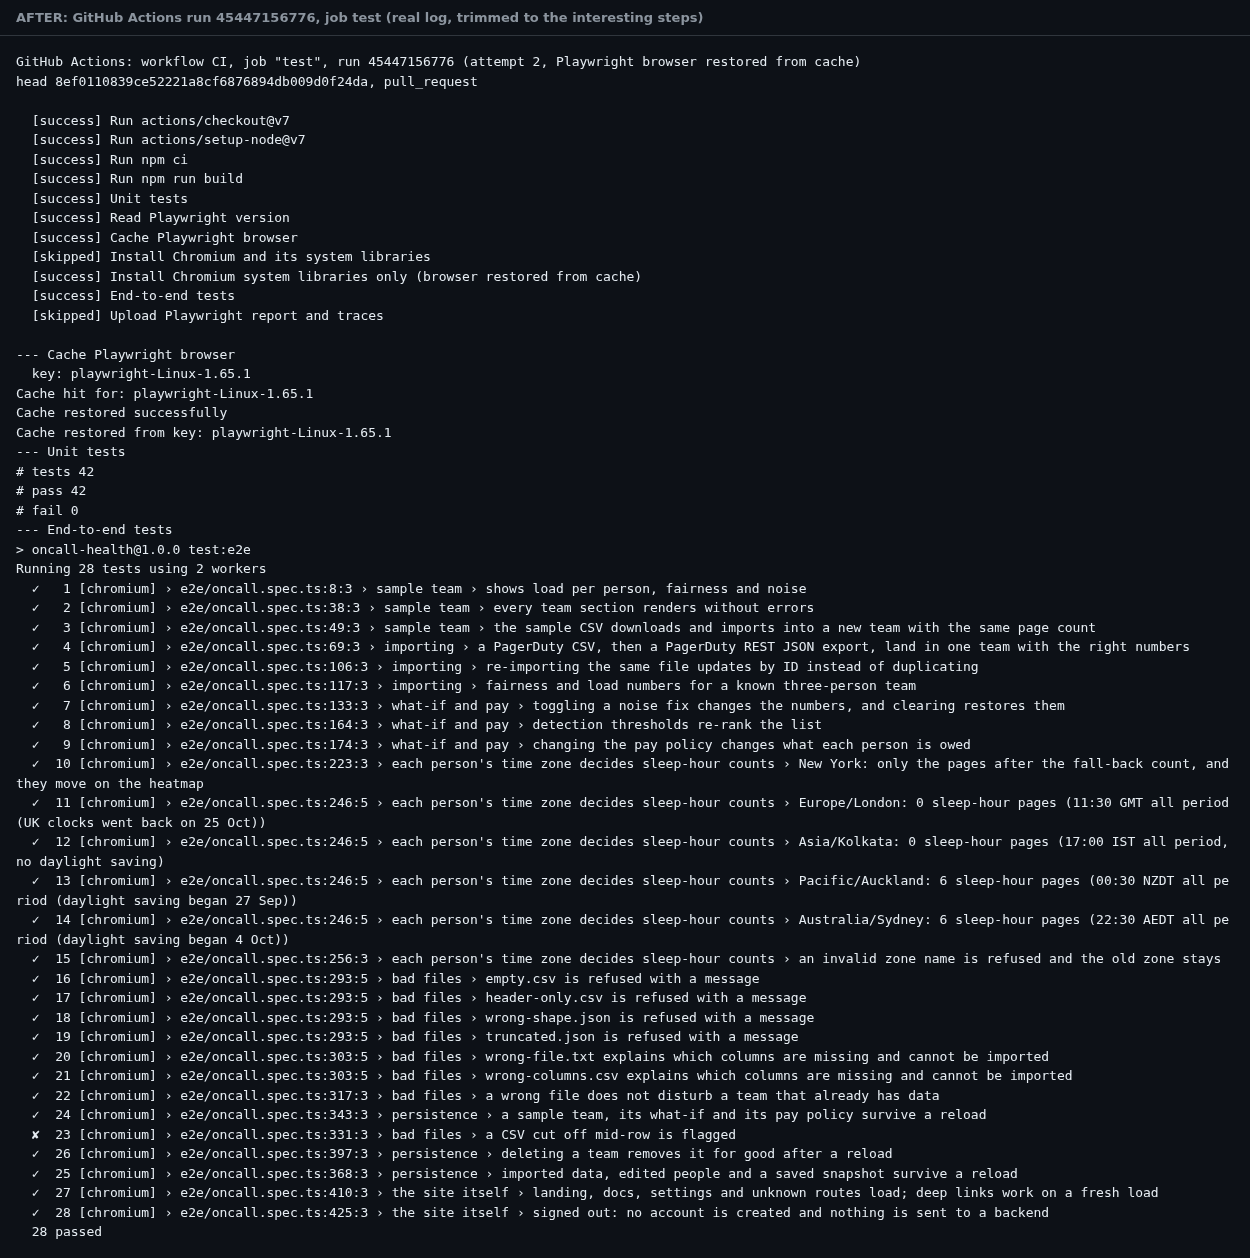 AFTER: GitHub Actions run 45447156776, job test (real log, trimmed to the interesting steps)
GitHub Actions: workflow CI, job "test", run 45447156776 (attempt 2, Playwright browser restored from cache)
head 8ef0110839ce52221a8cf6876894db009d0f24da, pull_request
[success] Run actions/checkout@v7
[success] Run actions/setup-node@v7
[success] Run npm ci
[success] Run npm run build
[success] Unit tests
[success] Read Playwright version
[success] Cache Playwright browser
[skipped] Install Chromium and its system libraries
[success] Install Chromium system libraries only (browser restored from cache)
[success] End-to-end tests
[skipped] Upload Playwright report and traces
--- Cache Playwright browser
key: playwright-Linux-1.65.1
Cache hit for: playwright-Linux-1.65.1
Cache restored successfully
Cache restored from key: playwright-Linux-1.65.1
--- Unit tests
# tests 42
# pass 42
# fail 0
--- End-to-end tests
> oncall-health@1.0.0 test:e2e
Running 28 tests using 2 workers
✓ 1 [chromium] › e2e/oncall.spec.ts:8:3 › sample team › shows load per person, fairness and noise
✓ 2 [chromium] › e2e/oncall.spec.ts:38:3 › sample team › every team section renders without errors
✓ 3 [chromium] › e2e/oncall.spec.ts:49:3 › sample team › the sample CSV downloads and imports into a new team with the same page count
✓ 4 [chromium] › e2e/oncall.spec.ts:69:3 › importing › a PagerDuty CSV, then a PagerDuty REST JSON export, land in one team with the right numbers
✓ 5 [chromium] › e2e/oncall.spec.ts:106:3 › importing › re-importing the same file updates by ID instead of duplicating
✓ 6 [chromium] › e2e/oncall.spec.ts:117:3 › importing › fairness and load numbers for a known three-person team
✓ 7 [chromium] › e2e/oncall.spec.ts:133:3 › what-if and pay › toggling a noise fix changes the numbers, and clearing restores them
✓ 8 [chromium] › e2e/oncall.spec.ts:164:3 › what-if and pay › detection thresholds re-rank the list
✓ 9 [chromium] › e2e/oncall.spec.ts:174:3 › what-if and pay › changing the pay policy changes what each person is owed
✓ 10 [chromium] › e2e/oncall.spec.ts:223:3 › each person's time zone decides sleep-hour counts › New York: only the pages after the fall-back count, and
they move on the heatmap
✓ 11 [chromium] › e2e/oncall.spec.ts:246:5 › each person's time zone decides sleep-hour counts › Europe/London: 0 sleep-hour pages (11:30 GMT all period
(UK clocks went back on 25 Oct))
✓ 12 [chromium] › e2e/oncall.spec.ts:246:5 › each person's time zone decides sleep-hour counts › Asia/Kolkata: 0 sleep-hour pages (17:00 IST all period,
no daylight saving)
✓ 13 [chromium] › e2e/oncall.spec.ts:246:5 › each person's time zone decides sleep-hour counts › Pacific/Auckland: 6 sleep-hour pages (00:30 NZDT all pe
riod (daylight saving began 27 Sep))
✓ 14 [chromium] › e2e/oncall.spec.ts:246:5 › each person's time zone decides sleep-hour counts › Australia/Sydney: 6 sleep-hour pages (22:30 AEDT all pe
riod (daylight saving began 4 Oct))
✓ 15 [chromium] › e2e/oncall.spec.ts:256:3 › each person's time zone decides sleep-hour counts › an invalid zone name is refused and the old zone stays
✓ 16 [chromium] › e2e/oncall.spec.ts:293:5 › bad files › empty.csv is refused with a message
✓ 17 [chromium] › e2e/oncall.spec.ts:293:5 › bad files › header-only.csv is refused with a message
✓ 18 [chromium] › e2e/oncall.spec.ts:293:5 › bad files › wrong-shape.json is refused with a message
✓ 19 [chromium] › e2e/oncall.spec.ts:293:5 › bad files › truncated.json is refused with a message
✓ 20 [chromium] › e2e/oncall.spec.ts:303:5 › bad files › wrong-file.txt explains which columns are missing and cannot be imported
✓ 21 [chromium] › e2e/oncall.spec.ts:303:5 › bad files › wrong-columns.csv explains which columns are missing and cannot be imported
✓ 22 [chromium] › e2e/oncall.spec.ts:317:3 › bad files › a wrong file does not disturb a team that already has data
✓ 24 [chromium] › e2e/oncall.spec.ts:343:3 › persistence › a sample team, its what-if and its pay policy survive a reload
✘ 23 [chromium] › e2e/oncall.spec.ts:331:3 › bad files › a CSV cut off mid-row is flagged
✓ 26 [chromium] › e2e/oncall.spec.ts:397:3 › persistence › deleting a team removes it for good after a reload
✓ 25 [chromium] › e2e/oncall.spec.ts:368:3 › persistence › imported data, edited people and a saved snapshot survive a reload
✓ 27 [chromium] › e2e/oncall.spec.ts:410:3 › the site itself › landing, docs, settings and unknown routes load; deep links work on a fresh load
✓ 28 [chromium] › e2e/oncall.spec.ts:425:3 › the site itself › signed out: no account is created and nothing is sent to a backend
28 passed